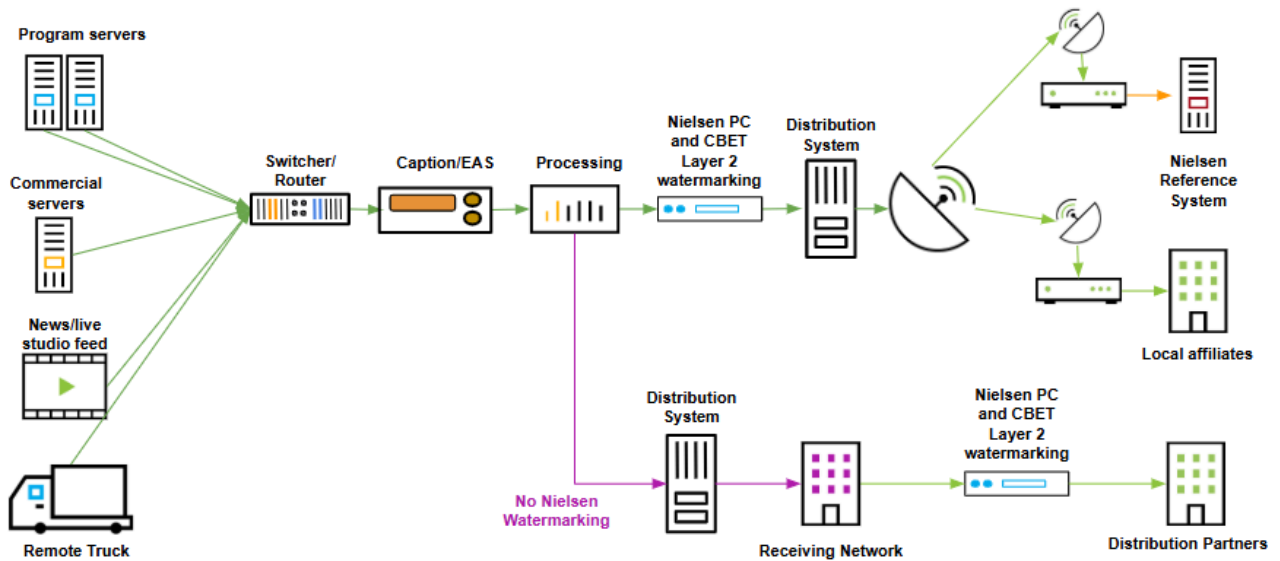 Program servers
Commercial
servers
News/live
studio feed
Remote Truck
Switcher/
Router
Caption/EAS
Processing
Nielsen PC
and CBET
Layer 2
watermarking
Distribution
System
Nielsen
Reference
System
Local affiliates
No Nielsen
Watermarking
Distribution
System
Receiving Network
Nielsen PC
and CBET
Layer 2
watermarking
Distribution Partners